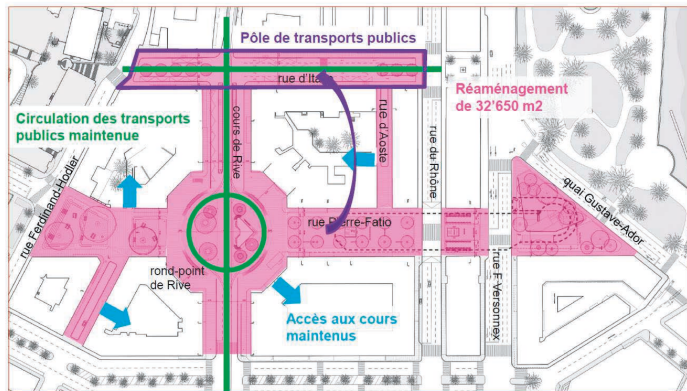 Pôle de transports publics
rue d'Ita
Réaménagement
de 32'650 m2
Circulation des transports
publics maintenue
cours de Rive
rue d'Aoste
rue du Rhône
quai Gustave-Ador
rue Ferdinand-Hodler
rue Pierre-Fatio
rond-point
de Rive
rue F. Versonnex
Accès aux cours
maintenus